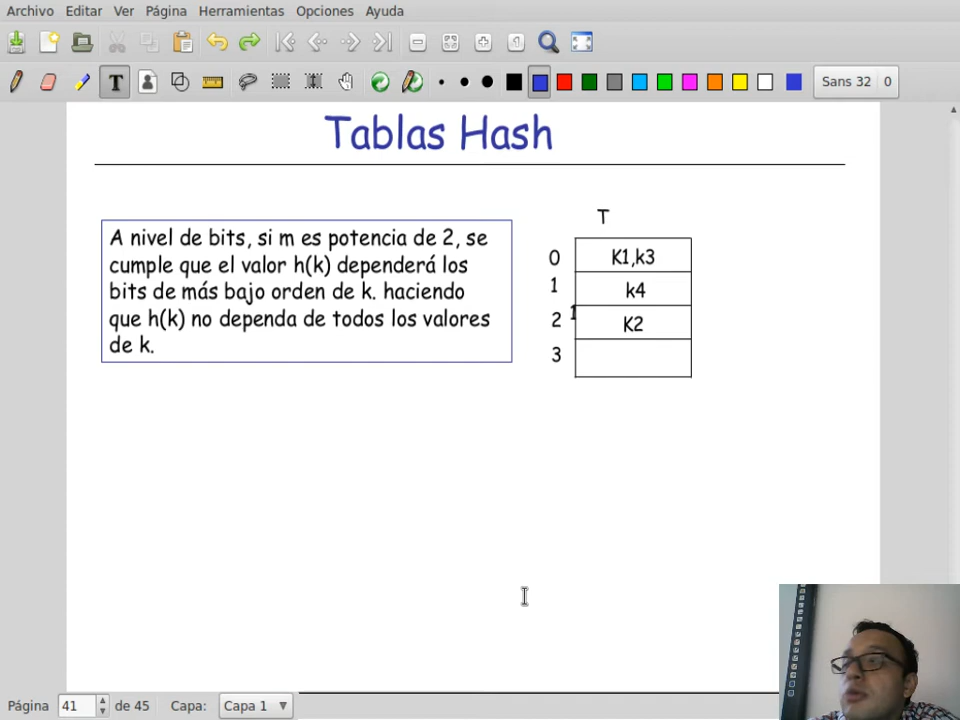 Archivo Editar Ver Página Herramientas Opciones Ayuda
T Sans 32 0
Tablas Hash
A nivel de bits, si m es potencia de 2, se
cumple que el valor h(k) dependerá los
bits de más bajo orden de k. haciendo
que h(k) no dependa de todos los valores
de k.
T
0 K1,k3
1 k4
1
2 K2
3
Página 41 de 45 Capa: Capa 1